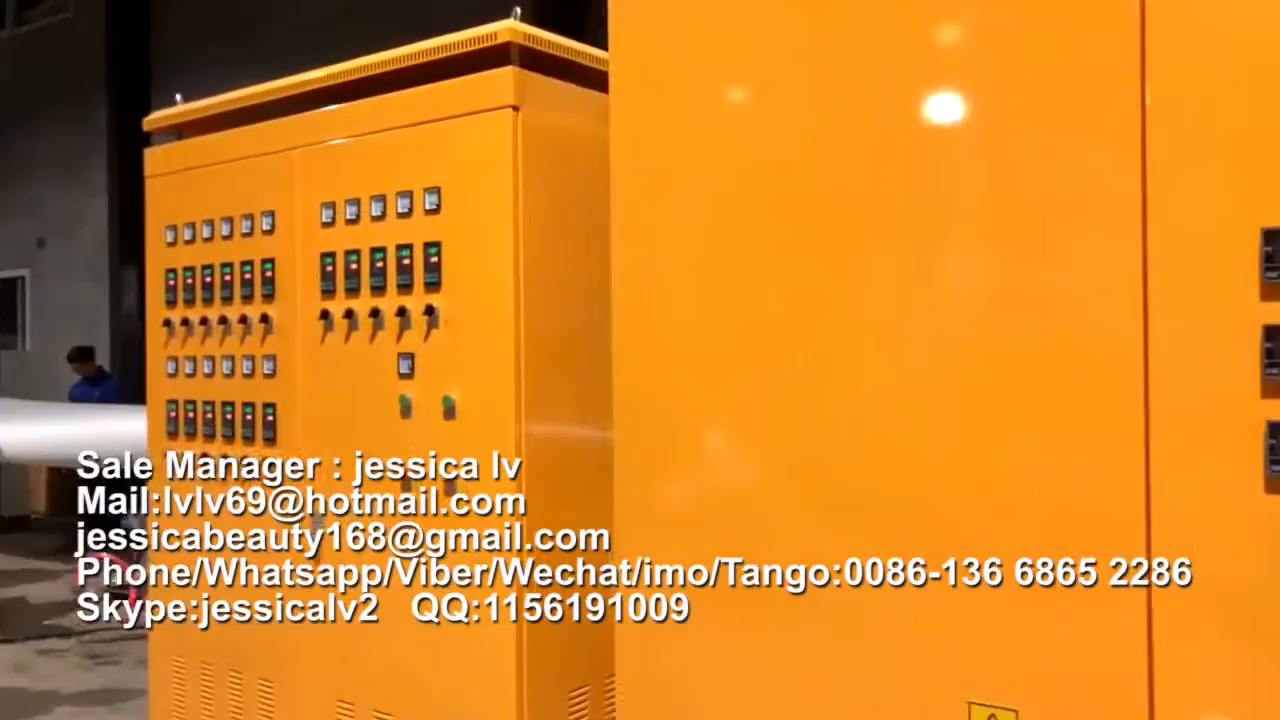 Sale Manager : jessica lv
Mail:lvlv69@hotmail.com
jessicabeauty168@gmail.com
Phone/Whatsapp/Viber/Wechat/imo/Tango:0086-136 6865 2286
Skype:jessicalv2 QQ:1156191009